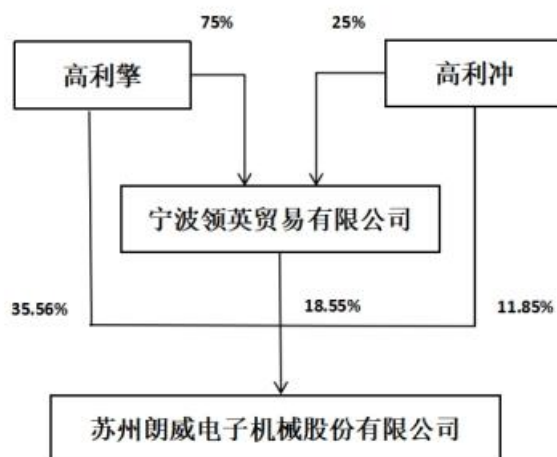 75%
25%
高利擎
高利冲
宁波领英贸易有限公司
35.56%
18.55%
11.85%
苏州朗威电子机械股份有限公司